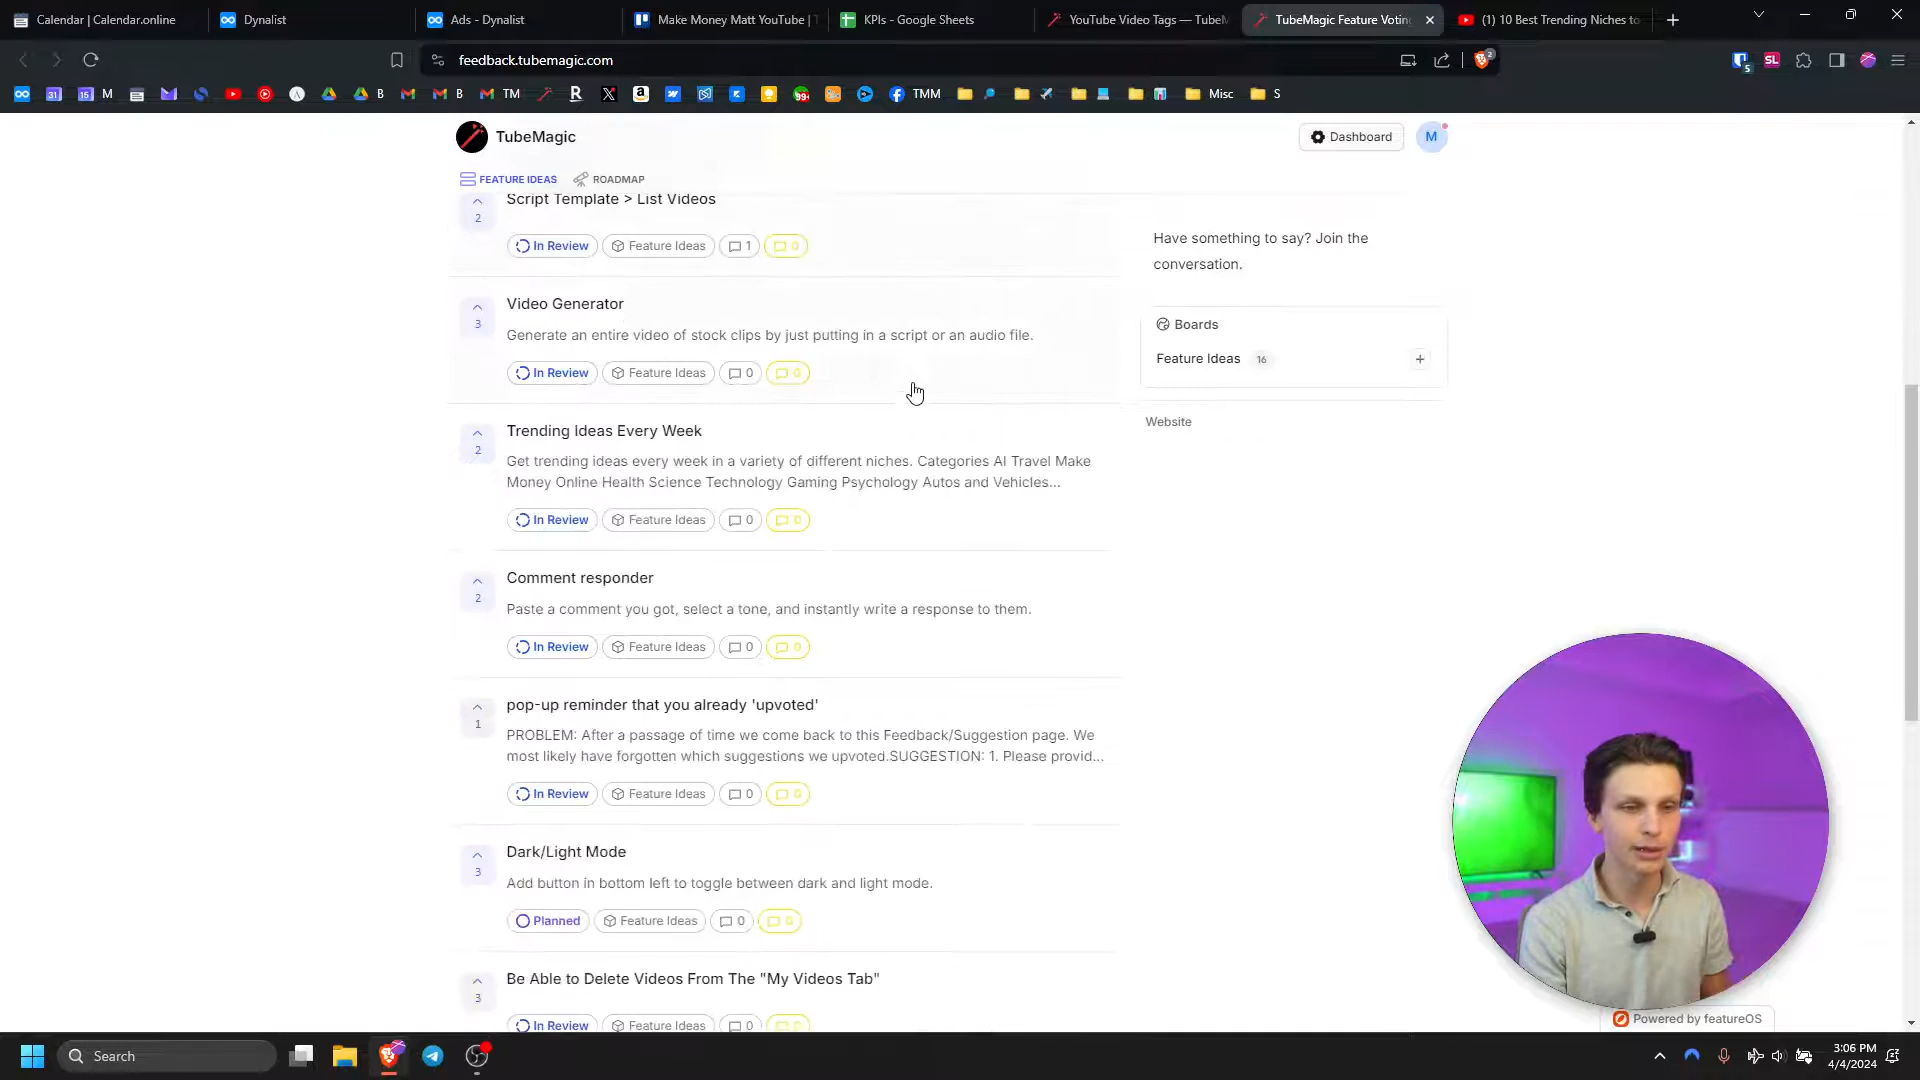 Calendar | Calendar.online
Dynalist
Ads - Dynalist
Make Money Matt YouTube | T
KPIs - Google Sheets
YouTube Video Tags — TubeM
TubeMagic Feature Voting
(1) 10 Best Trending Niches to
feedback.tubemagic.com
2
5
SL
31
15
M
B
B
TM
99+
TMM
Misc
S
TubeMagic
Dashboard
M
FEATURE IDEAS
ROADMAP
Script Template > List Videos
2
In Review
Feature Ideas
1
0
Video Generator
3
Generate an entire video of stock clips by just putting in a script or an audio file.
In Review
Feature Ideas
0
0
Trending Ideas Every Week
2
Get trending ideas every week in a variety of different niches. Categories AI Travel Make
Money Online Health Science Technology Gaming Psychology Autos and Vehicles...
In Review
Feature Ideas
0
0
Comment responder
2
Paste a comment you got, select a tone, and instantly write a response to them.
In Review
Feature Ideas
0
0
pop-up reminder that you already 'upvoted'
1
PROBLEM: After a passage of time we come back to this Feedback/Suggestion page. We
most likely have forgotten which suggestions we upvoted.SUGGESTION: 1. Please provid...
In Review
Feature Ideas
0
0
Dark/Light Mode
3
Add button in bottom left to toggle between dark and light mode.
Planned
Feature Ideas
0
0
Be Able to Delete Videos From The "My Videos Tab"
3
In Review
Feature Ideas
0
0
Have something to say? Join the
conversation.
Boards
Feature Ideas
16
Website
Powered by featureOS
Search
3:06 PM
4/4/2024